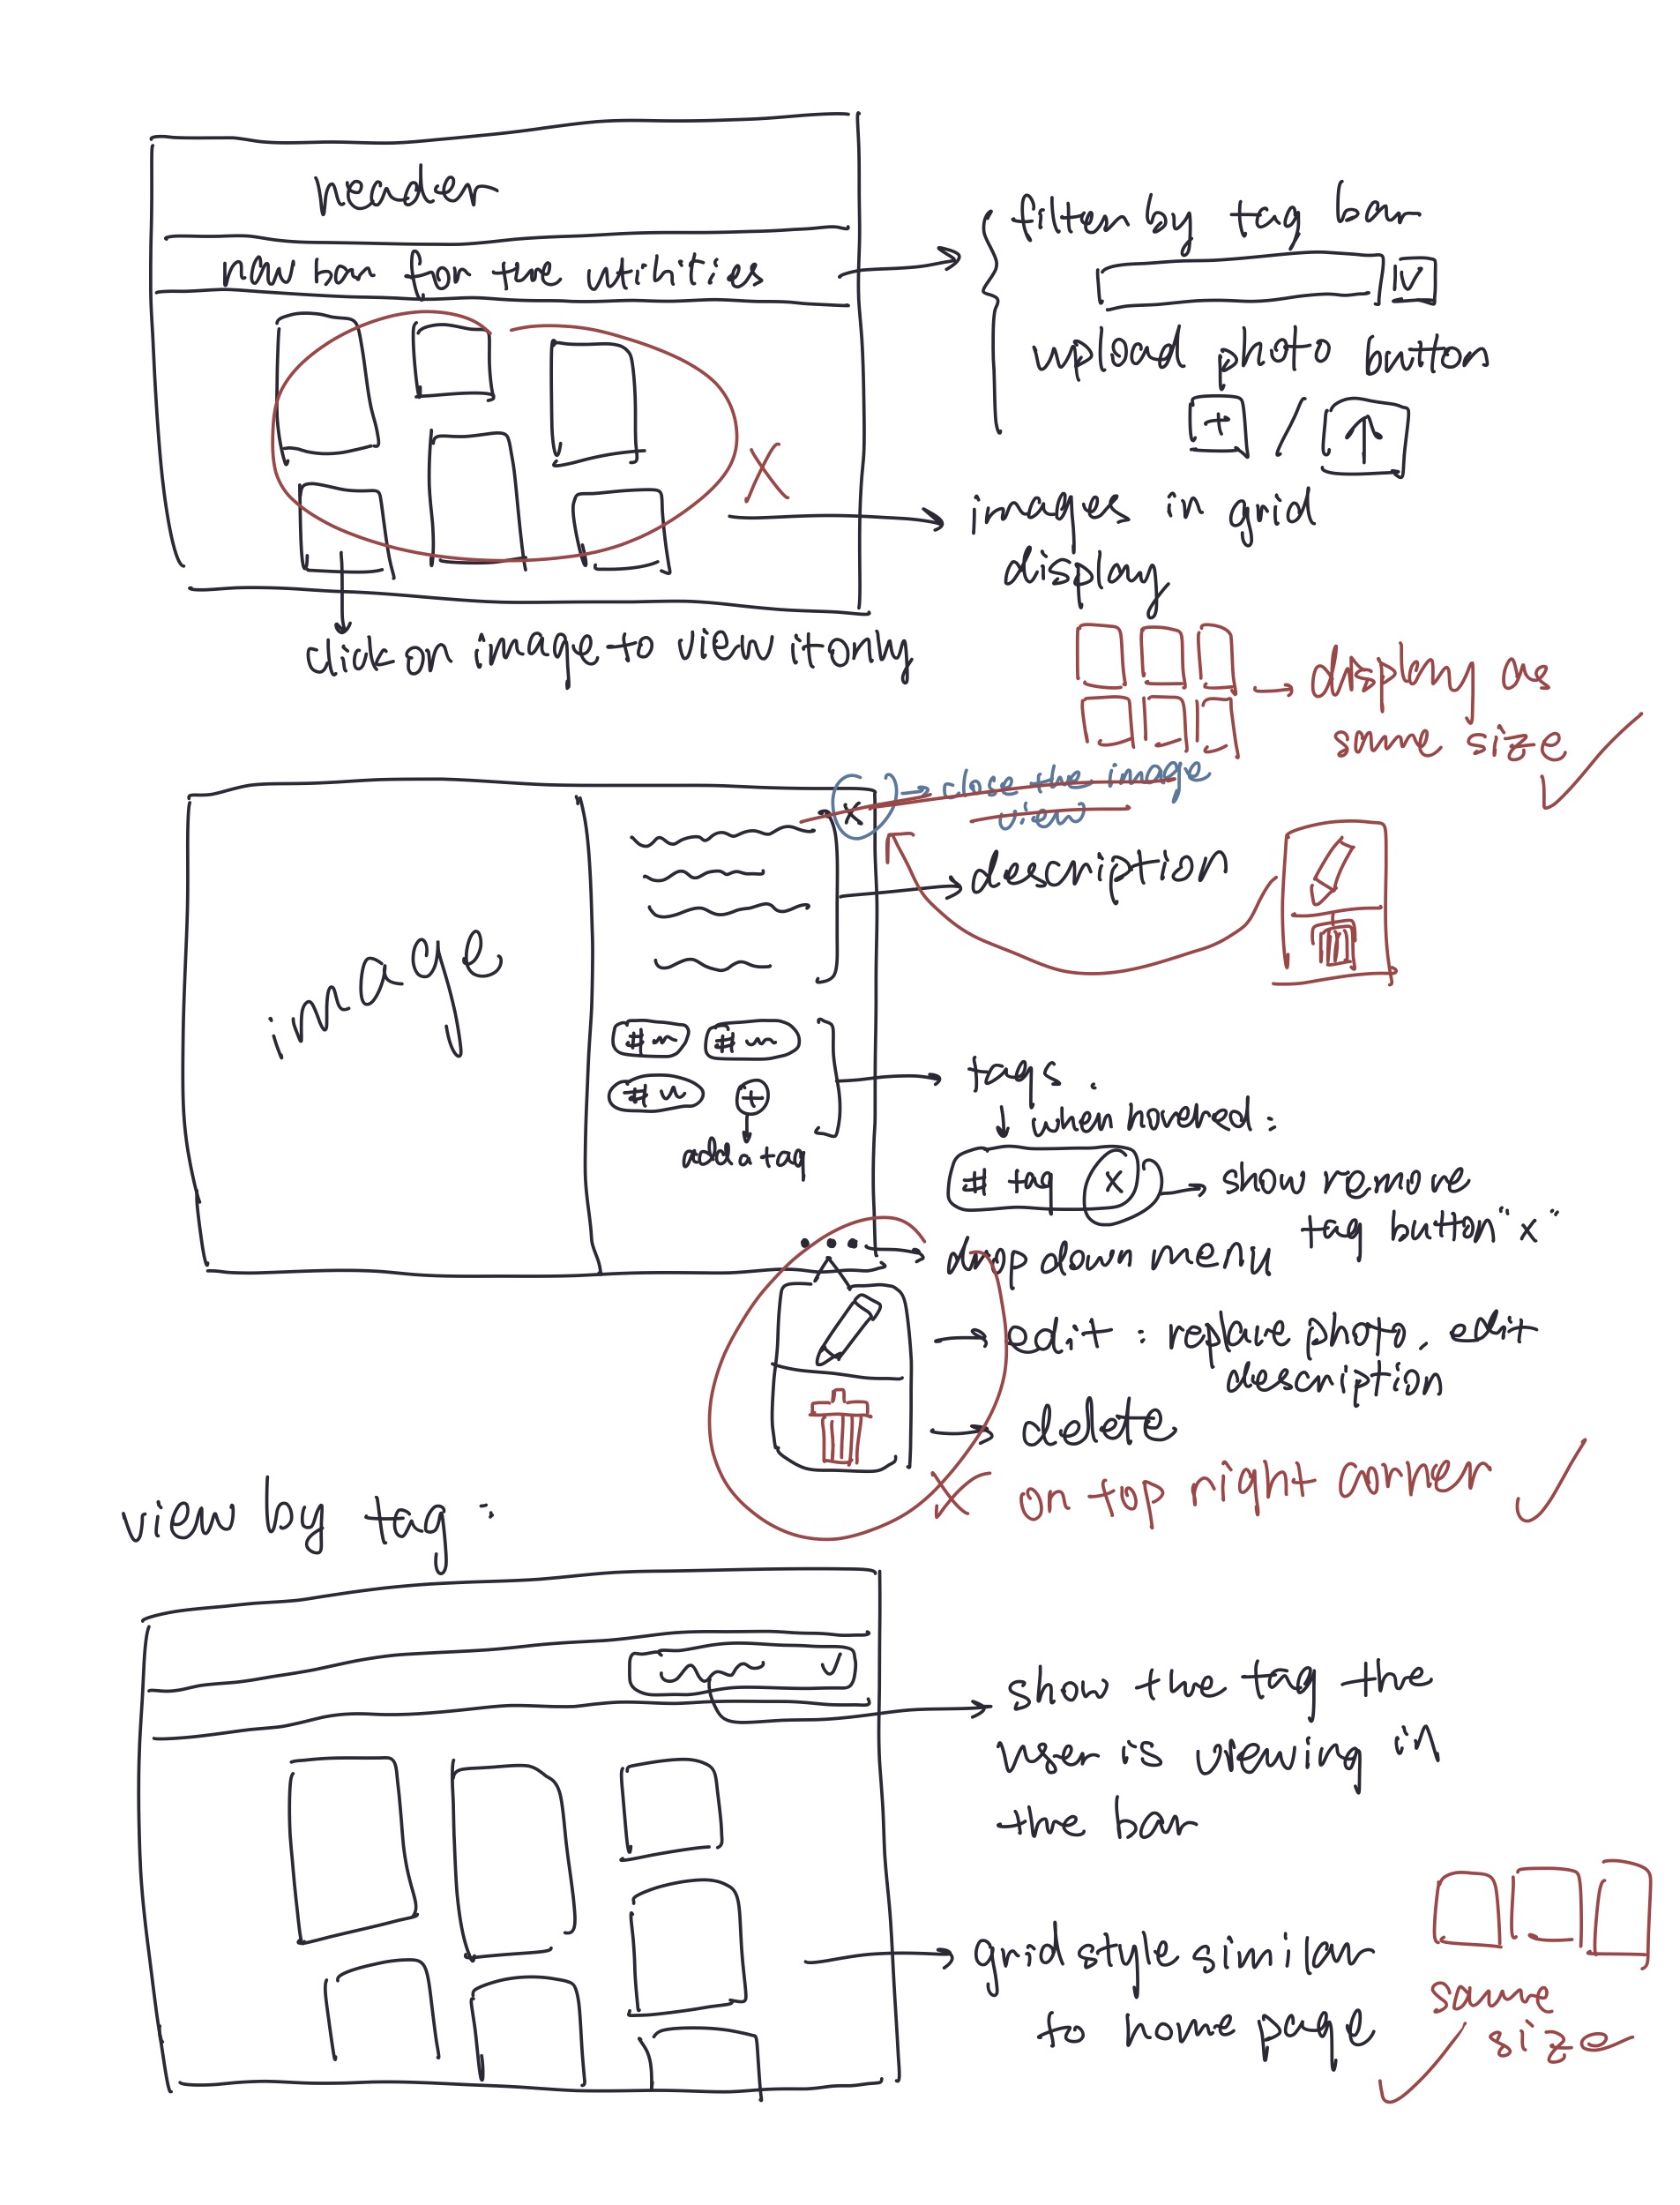 header
nav bar for the utilities
filter by tag bar
upload photo button
+ / ↑
images in grid
display
click on image to view it only
display as
same size
x
close the image
view
description
image
# #
# +
add a tag
tags.
when hovered:
# tag x
show remove
tag button "x"
drop down menu
edit: replace photo, edit
description
delete
on top right corner
view by tag:
show the tag the
user is viewing in
the bar
grid style similar
to home page
same
size